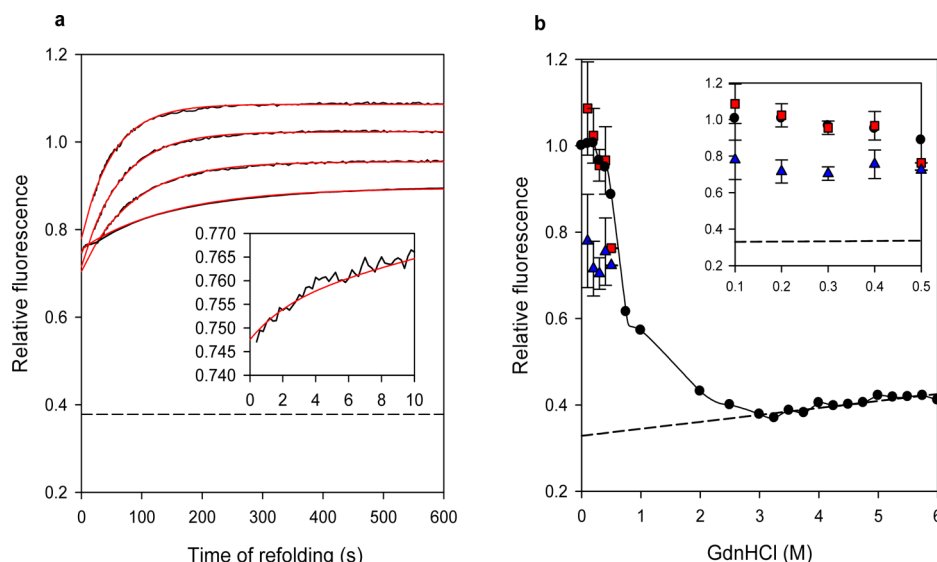 a
Relative fluorescence
1.2
1.0
0.8
0.6
0.4
0.2
0 100 200 300 400 500 600
Time of refolding (s)
0.770
0.765
0.760
0.755
0.750
0.745
0.740
0 2 4 6 8 10
b
Relative fluorescence
1.2
1.0
0.8
0.6
0.4
0.2
0 1 2 3 4 5 6
GdnHCl (M)
1.2
1.0
0.8
0.6
0.4
0.2
0.1 0.2 0.3 0.4 0.5